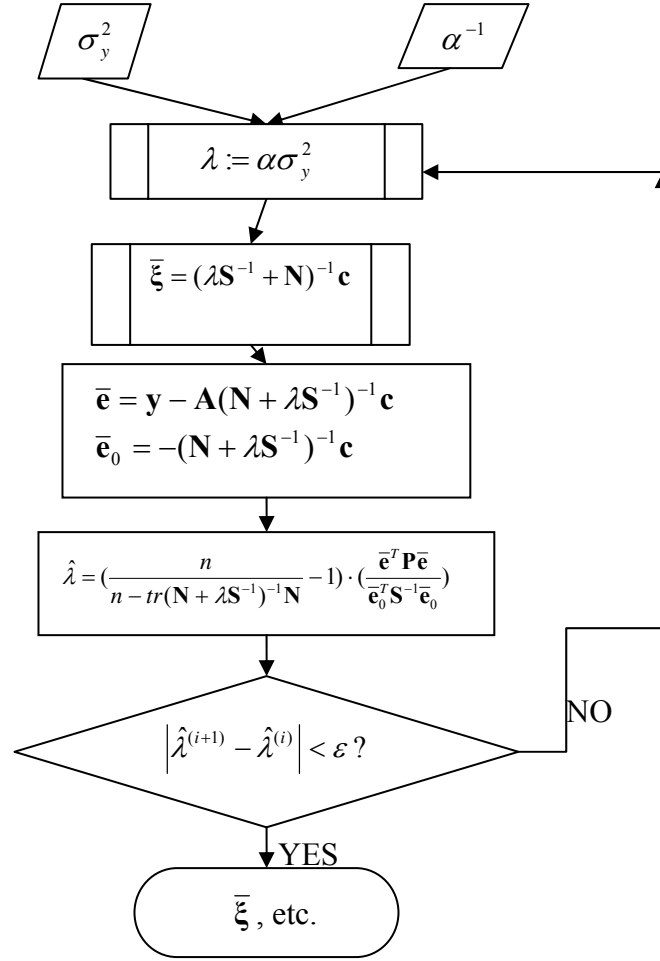 σ_y^2
α^{-1}
λ := ασ_y^2
ξ̄ = (λS^{-1} + N)^{-1} c
ē = y − A(N + λS^{-1})^{-1} c
ē_0 = −(N + λS^{-1})^{-1} c
λ̂ = (n / (n − tr(N + λS^{-1})^{-1} N) − 1) · (ē^T P ē / ē_0^T S^{-1} ē_0)
|λ̂^{(i+1)} − λ̂^{(i)}| < ε ?
NO
YES
ξ̄ , etc.